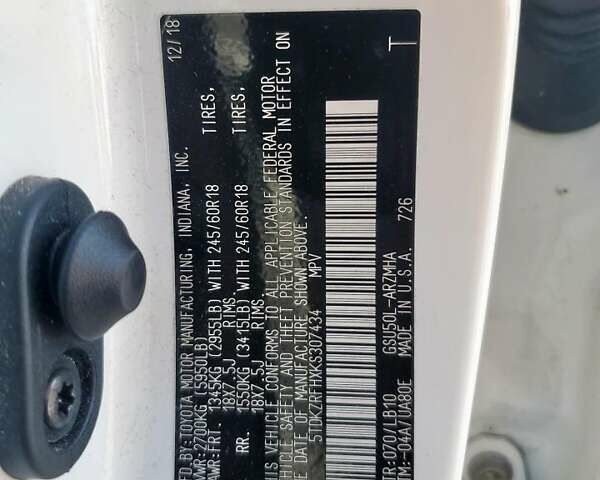 MFD.BY:TOYOTA MOTOR MANUFACTURING, INDIANA, INC. 12/18
GVWR:2700KG (5950LB)
GAWR:FRT. 1345KG (2955LB) WITH 245/60R18 TIRES,
18X7.5J RIMS
RR. 1550KG (3415LB) WITH 245/60R18 TIRES,
18X7.5J RIMS
THIS VEHICLE CONFORMS TO ALL APPLICABLE FEDERAL MOTOR
VEHICLE SAFETY AND THEFT PREVENTION STANDARDS IN EFFECT ON
THE DATE OF MANUFACTURE SHOWN ABOVE.
5TDKZRFHXKS307434 MPV
C/TR:070/LB10 GSU50L-ARZMHA
A/TM:-04A/UA80E MADE IN U.S.A. 726
T